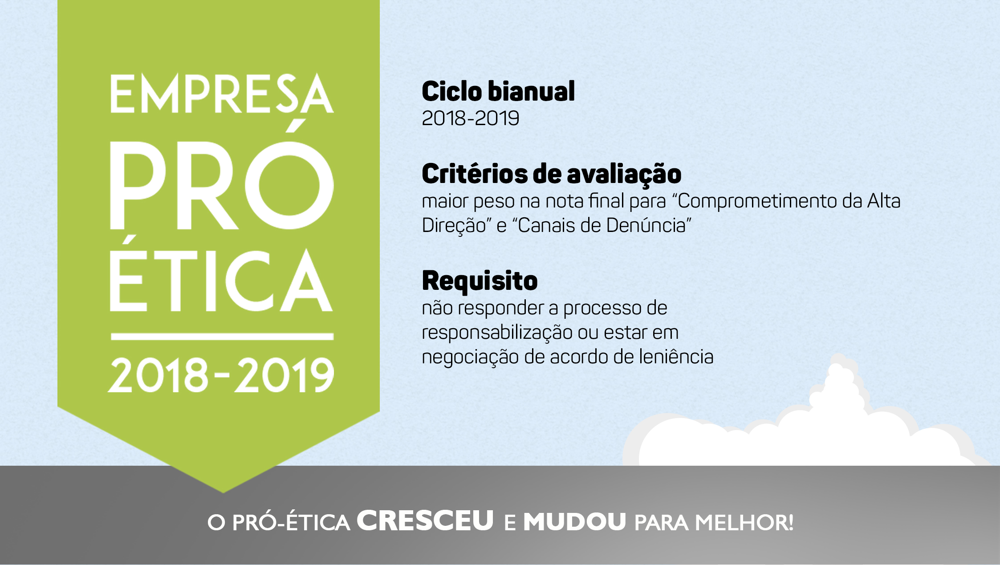 EMPRESA
PRÓ
ÉTICA
2018-2019
Ciclo bianual
2018-2019
Critérios de avaliação
maior peso na nota final para “Comprometimento da Alta
Direção” e “Canais de Denúncia”
Requisito
não responder a processo de
responsabilização ou estar em
negociação de acordo de leniência
O PRÓ-ÉTICA CRESCEU E MUDOU PARA MELHOR!